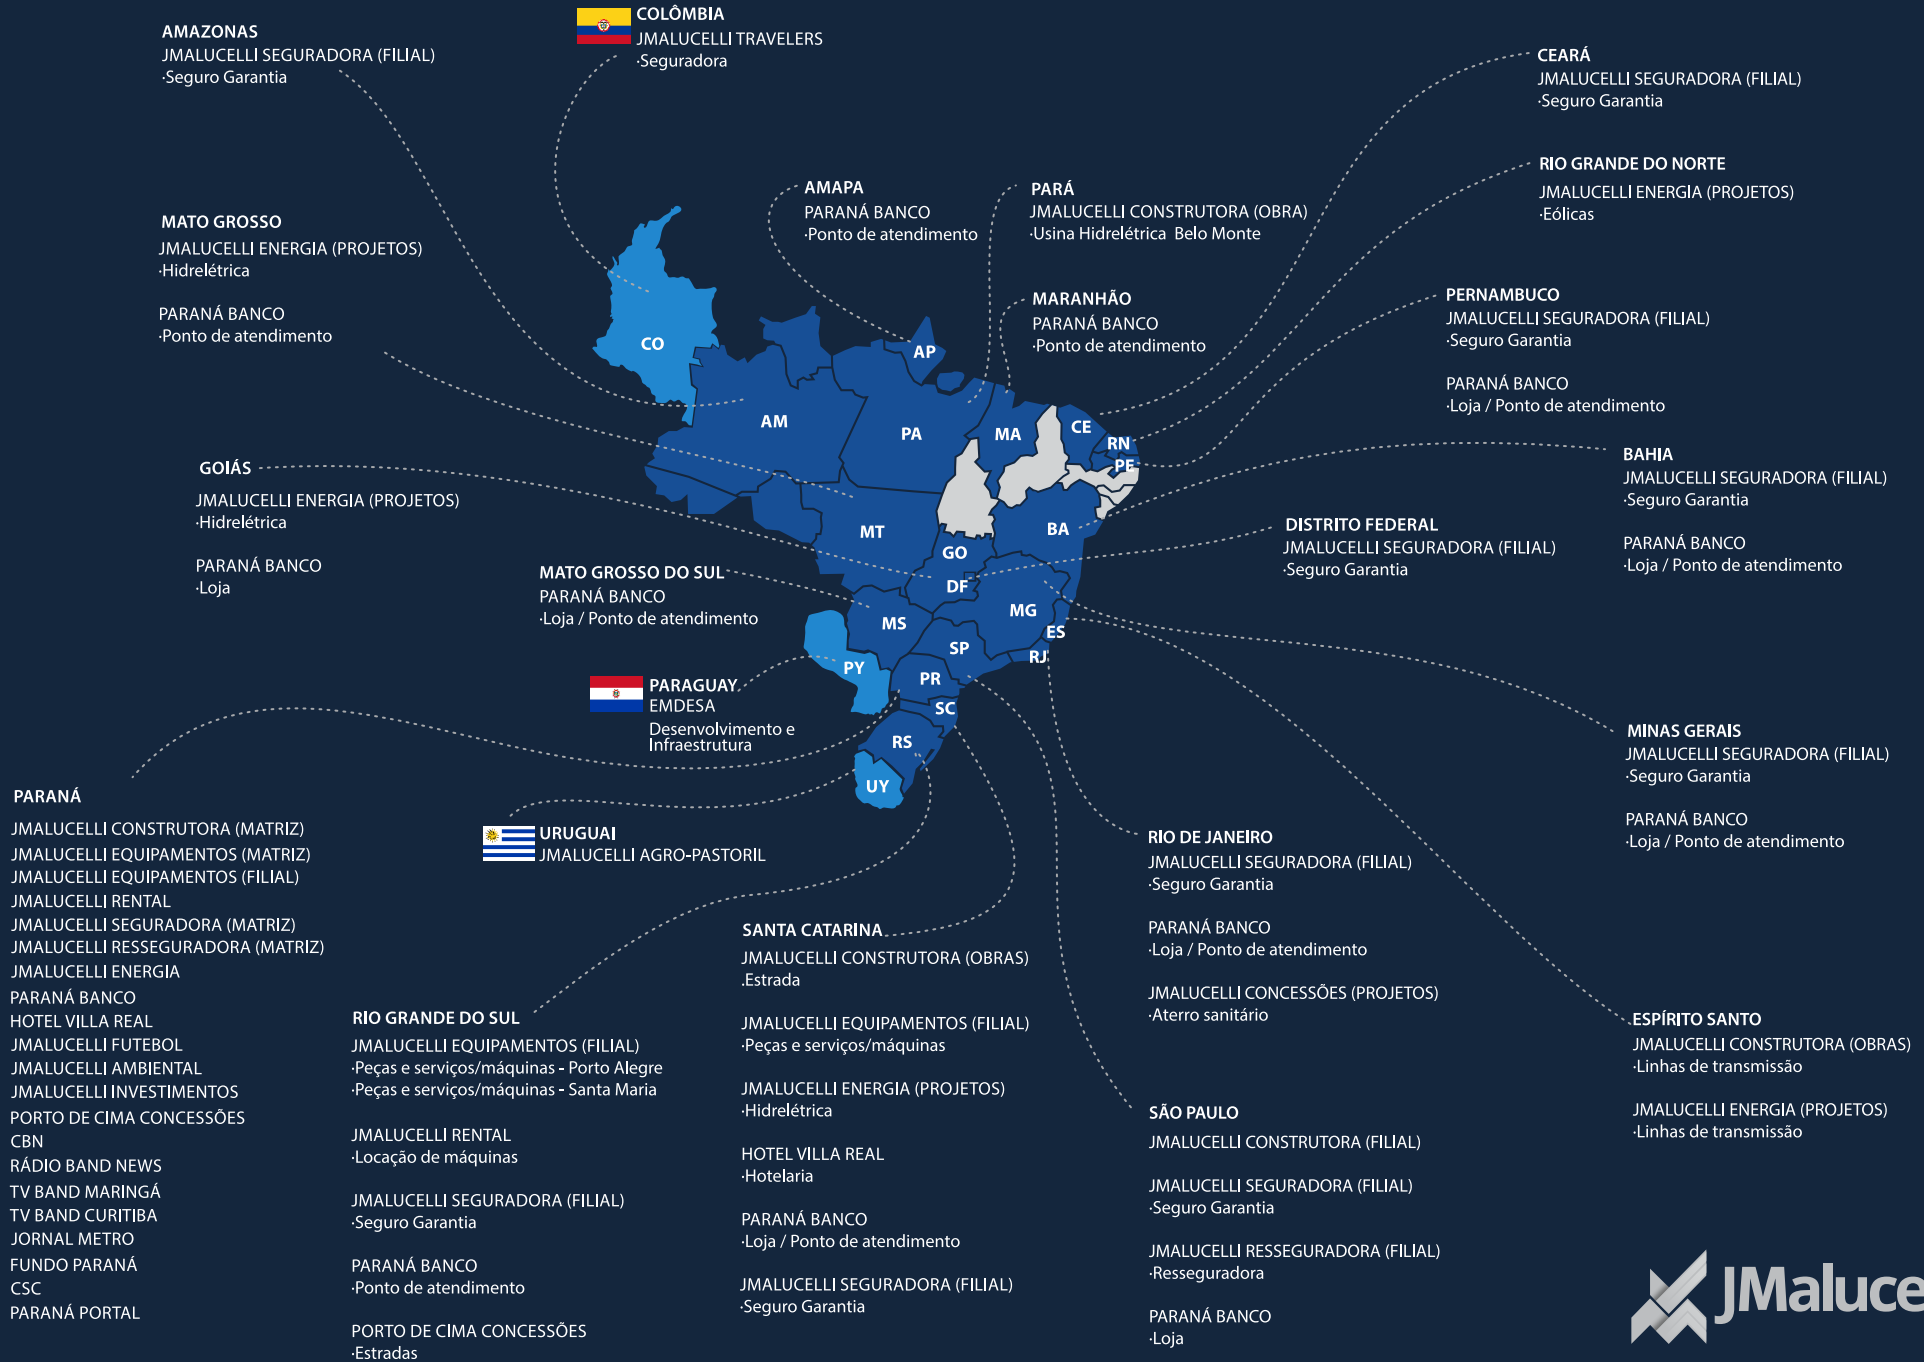 AMAZONAS
JMALUCELLI SEGURADORA (FILIAL)
·Seguro Garantia
COLÔMBIA
JMALUCELLI TRAVELERS
·Seguradora
CEARÁ
JMALUCELLI SEGURADORA (FILIAL)
·Seguro Garantia
RIO GRANDE DO NORTE
JMALUCELLI ENERGIA (PROJETOS)
·Eólicas
AMAPA
PARANÁ BANCO
·Ponto de atendimento
PARÁ
JMALUCELLI CONSTRUTORA (OBRA)
·Usina Hidrelétrica Belo Monte
MATO GROSSO
JMALUCELLI ENERGIA (PROJETOS)
·Hidrelétrica
PARANÁ BANCO
·Ponto de atendimento
MARANHÃO
PARANÁ BANCO
·Ponto de atendimento
PERNAMBUCO
JMALUCELLI SEGURADORA (FILIAL)
·Seguro Garantia
PARANÁ BANCO
·Loja / Ponto de atendimento
CO
AP
AM
PA
MA
CE
RN
PE
MT
BA
GO
DF
MG
MS
ES
SP
RJ
PY
PR
SC
RS
UY
GOIÁS
JMALUCELLI ENERGIA (PROJETOS)
·Hidrelétrica
PARANÁ BANCO
·Loja
BAHIA
JMALUCELLI SEGURADORA (FILIAL)
·Seguro Garantia
PARANÁ BANCO
·Loja / Ponto de atendimento
DISTRITO FEDERAL
JMALUCELLI SEGURADORA (FILIAL)
·Seguro Garantia
MATO GROSSO DO SUL
PARANÁ BANCO
·Loja / Ponto de atendimento
PARAGUAY
EMDESA
Desenvolvimento e
Infraestrutura
MINAS GERAIS
JMALUCELLI SEGURADORA (FILIAL)
·Seguro Garantia
PARANÁ BANCO
·Loja / Ponto de atendimento
PARANÁ
JMALUCELLI CONSTRUTORA (MATRIZ)
JMALUCELLI EQUIPAMENTOS (MATRIZ)
JMALUCELLI EQUIPAMENTOS (FILIAL)
JMALUCELLI RENTAL
JMALUCELLI SEGURADORA (MATRIZ)
JMALUCELLI RESSEGURADORA (MATRIZ)
JMALUCELLI ENERGIA
PARANÁ BANCO
HOTEL VILLA REAL
JMALUCELLI FUTEBOL
JMALUCELLI AMBIENTAL
JMALUCELLI INVESTIMENTOS
PORTO DE CIMA CONCESSÕES
CBN
RÁDIO BAND NEWS
TV BAND MARINGÁ
TV BAND CURITIBA
JORNAL METRO
FUNDO PARANÁ
CSC
PARANÁ PORTAL
URUGUAI
JMALUCELLI AGRO-PASTORIL
RIO GRANDE DO SUL
JMALUCELLI EQUIPAMENTOS (FILIAL)
·Peças e serviços/máquinas - Porto Alegre
·Peças e serviços/máquinas - Santa Maria
JMALUCELLI RENTAL
·Locação de máquinas
JMALUCELLI SEGURADORA (FILIAL)
·Seguro Garantia
PARANÁ BANCO
·Ponto de atendimento
PORTO DE CIMA CONCESSÕES
·Estradas
SANTA CATARINA
JMALUCELLI CONSTRUTORA (OBRAS)
.Estrada
JMALUCELLI EQUIPAMENTOS (FILIAL)
·Peças e serviços/máquinas
JMALUCELLI ENERGIA (PROJETOS)
·Hidrelétrica
HOTEL VILLA REAL
·Hotelaria
PARANÁ BANCO
·Loja / Ponto de atendimento
JMALUCELLI SEGURADORA (FILIAL)
·Seguro Garantia
RIO DE JANEIRO
JMALUCELLI SEGURADORA (FILIAL)
·Seguro Garantia
PARANÁ BANCO
·Loja / Ponto de atendimento
JMALUCELLI CONCESSÕES (PROJETOS)
·Aterro sanitário
SÃO PAULO
JMALUCELLI CONSTRUTORA (FILIAL)
JMALUCELLI SEGURADORA (FILIAL)
·Seguro Garantia
JMALUCELLI RESSEGURADORA (FILIAL)
·Resseguradora
PARANÁ BANCO
·Loja
ESPÍRITO SANTO
JMALUCELLI CONSTRUTORA (OBRAS)
·Linhas de transmissão
JMALUCELLI ENERGIA (PROJETOS)
·Linhas de transmissão
JMaluce